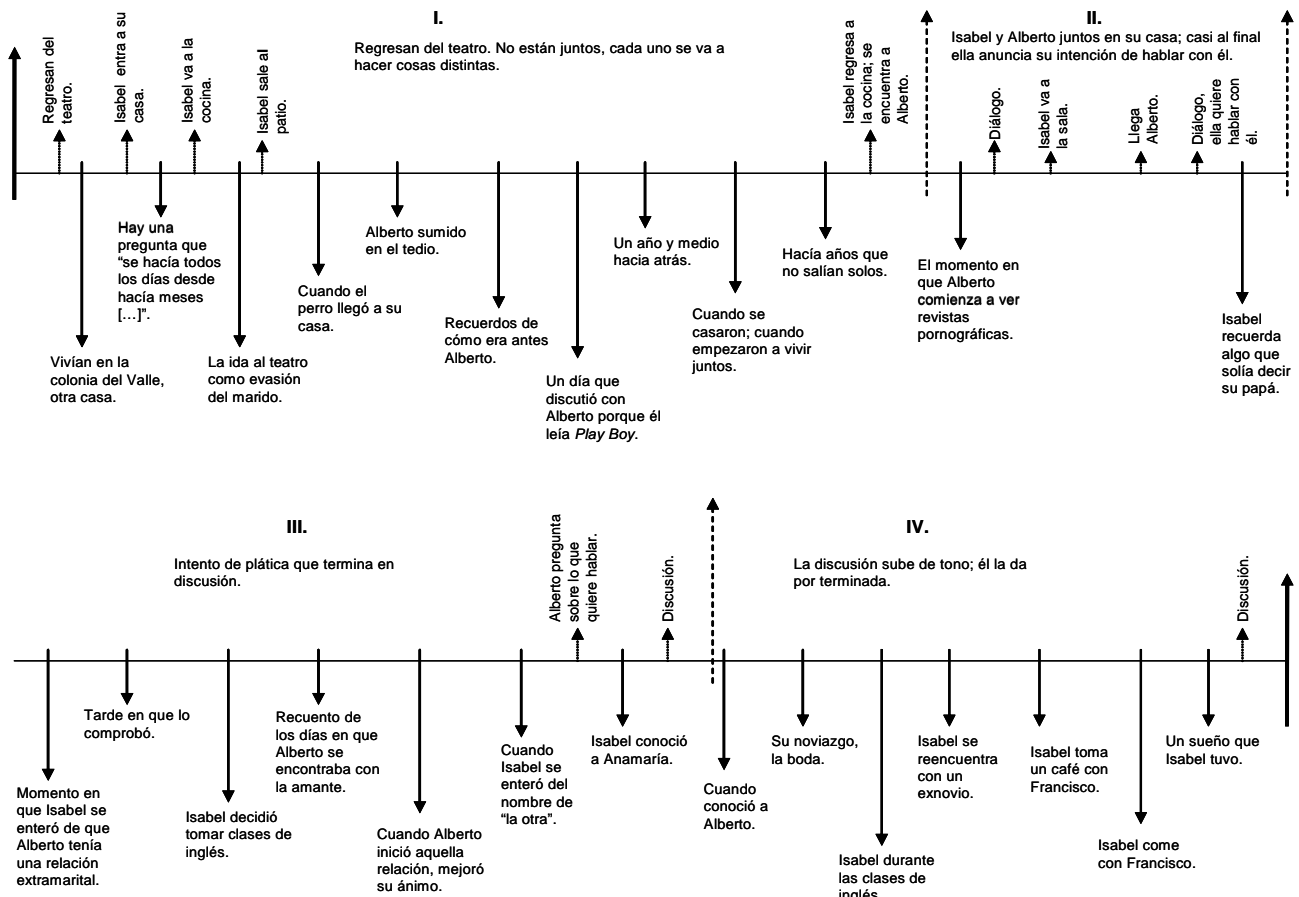 I.
Regresan del teatro. No están juntos, cada uno se va a
hacer cosas distintas.
Regresan del
teatro.
Isabel entra a su
casa.
Isabel va a la
cocina.
Isabel sale al
patio.
Isabel regresa a
la cocina; se
encuentra a
Alberto.
Vivían en la
colonia del Valle,
otra casa.
Hay una
pregunta que
“se hacía todos
los días desde
hacía meses
[…]”.
La ida al teatro
como evasión
del marido.
Cuando el
perro llegó a su
casa.
Alberto sumido
en el tedio.
Recuerdos de
cómo era antes
Alberto.
Un día que
discutió con
Alberto porque él
leía Play Boy.
Un año y medio
hacia atrás.
Cuando se
casaron; cuando
empezaron a vivir
juntos.
Hacía años que
no salían solos.
II.
Isabel y Alberto juntos en su casa; casi al final
ella anuncia su intención de hablar con él.
Diálogo.
Isabel va a
la sala.
Llega
Alberto.
Diálogo,
ella quiere
hablar con
él.
El momento en
que Alberto
comienza a ver
revistas
pornográficas.
Isabel
recuerda
algo que
solía decir
su papá.
III.
Intento de plática que termina en
discusión.
Alberto pregunta
sobre lo que
quiere hablar.
Discusión.
Momento en
que Isabel se
enteró de que
Alberto tenía
una relación
extramarital.
Tarde en que lo
comprobó.
Isabel decidió
tomar clases de
inglés.
Recuento de
los días en que
Alberto se
encontraba con
la amante.
Cuando Alberto
inició aquella
relación, mejoró
su ánimo.
Cuando
Isabel se
enteró del
nombre de
“la otra”.
Isabel conoció
a Anamaría.
IV.
La discusión sube de tono; él la da
por terminada.
Discusión.
Cuando
conoció a
Alberto.
Su noviazgo,
la boda.
Isabel durante
las clases de
inglés.
Isabel se
reencuentra
con un
exnovio.
Isabel toma
un café con
Francisco.
Isabel come
con Francisco.
Un sueño que
Isabel tuvo.